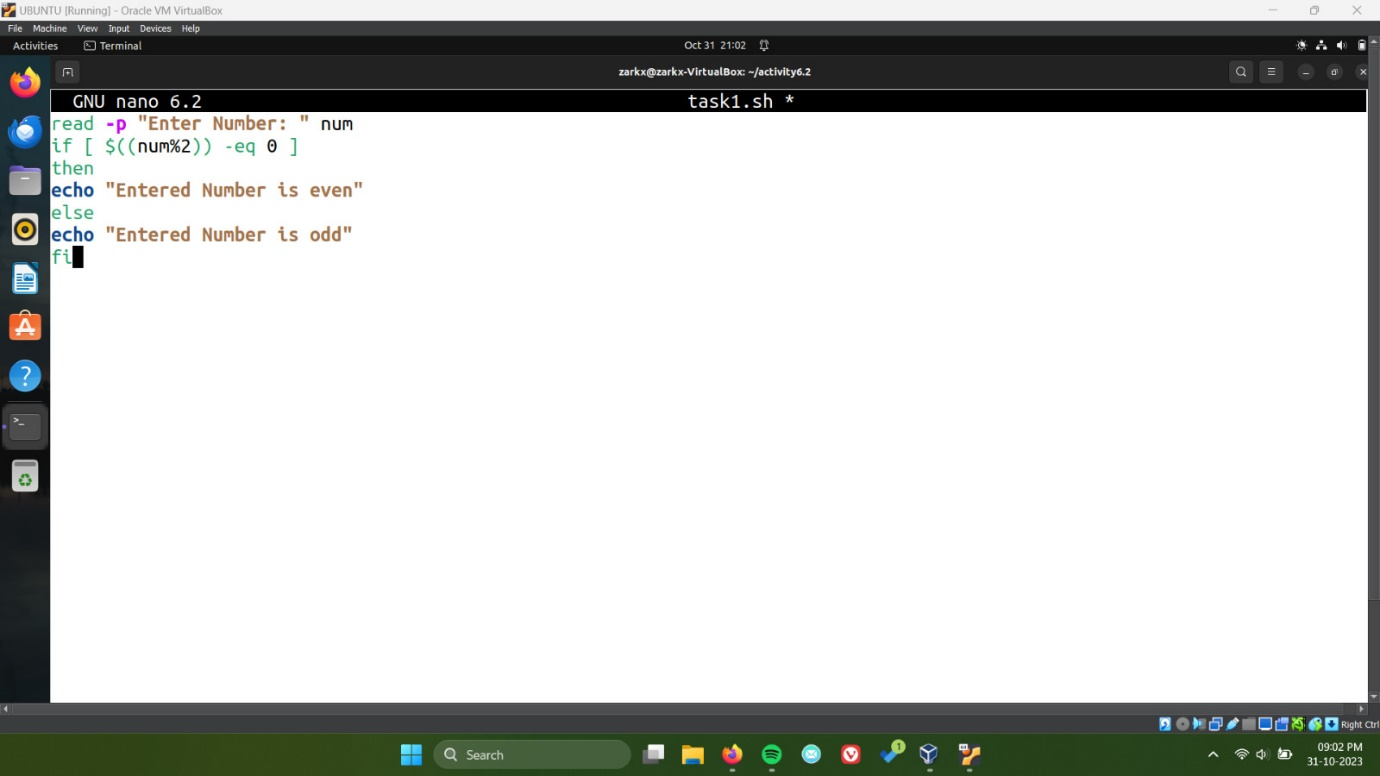 UBUNTU [Running] - Oracle VM VirtualBox
File Machine View Input Devices Help
Activities Terminal Oct 31 21:02
zarkx@zarkx-VirtualBox: ~/activity6.2
GNU nano 6.2 task1.sh *
read -p "Enter Number: " num
if [ $((num%2)) -eq 0 ]
then
echo "Entered Number is even"
else
echo "Entered Number is odd"
fi
Right Ctrl
Search
1
09:02 PM
31-10-2023